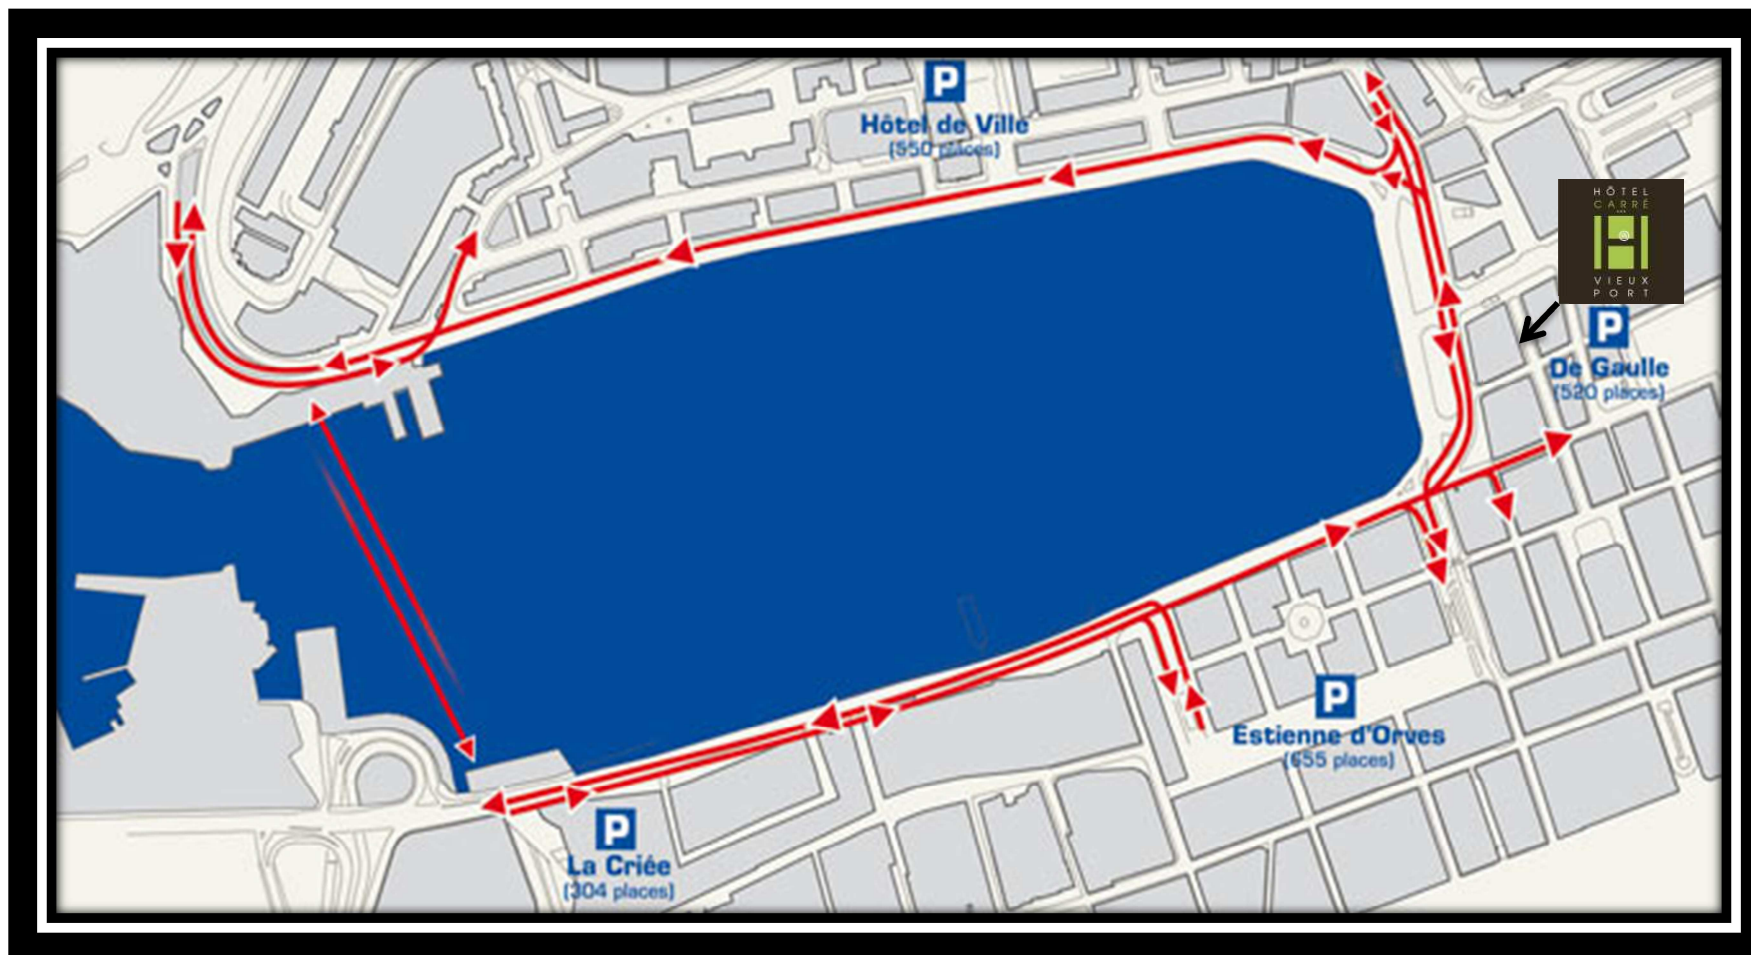 P
Hôtel de Ville
(550 places)
HÔTEL
CARRÉ
H
@
VIEUX
PORT
P
De Gaulle
(520 places)
P
Estienne d'Orves
(655 places)
P
La Criée
(304 places)